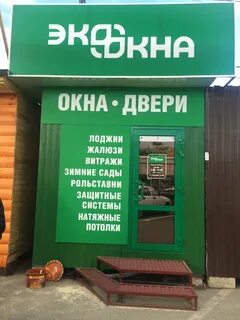 ЭКООКНА
ОКНА • ДВЕРИ
ЛОДЖИИ
ЖАЛЮЗИ
ВИТРАЖИ
ЗИМНИЕ САДЫ
РОЛЬСТАВНИ
ЗАЩИТНЫЕ
СИСТЕМЫ
НАТЯЖНЫЕ
ПОТОЛКИ